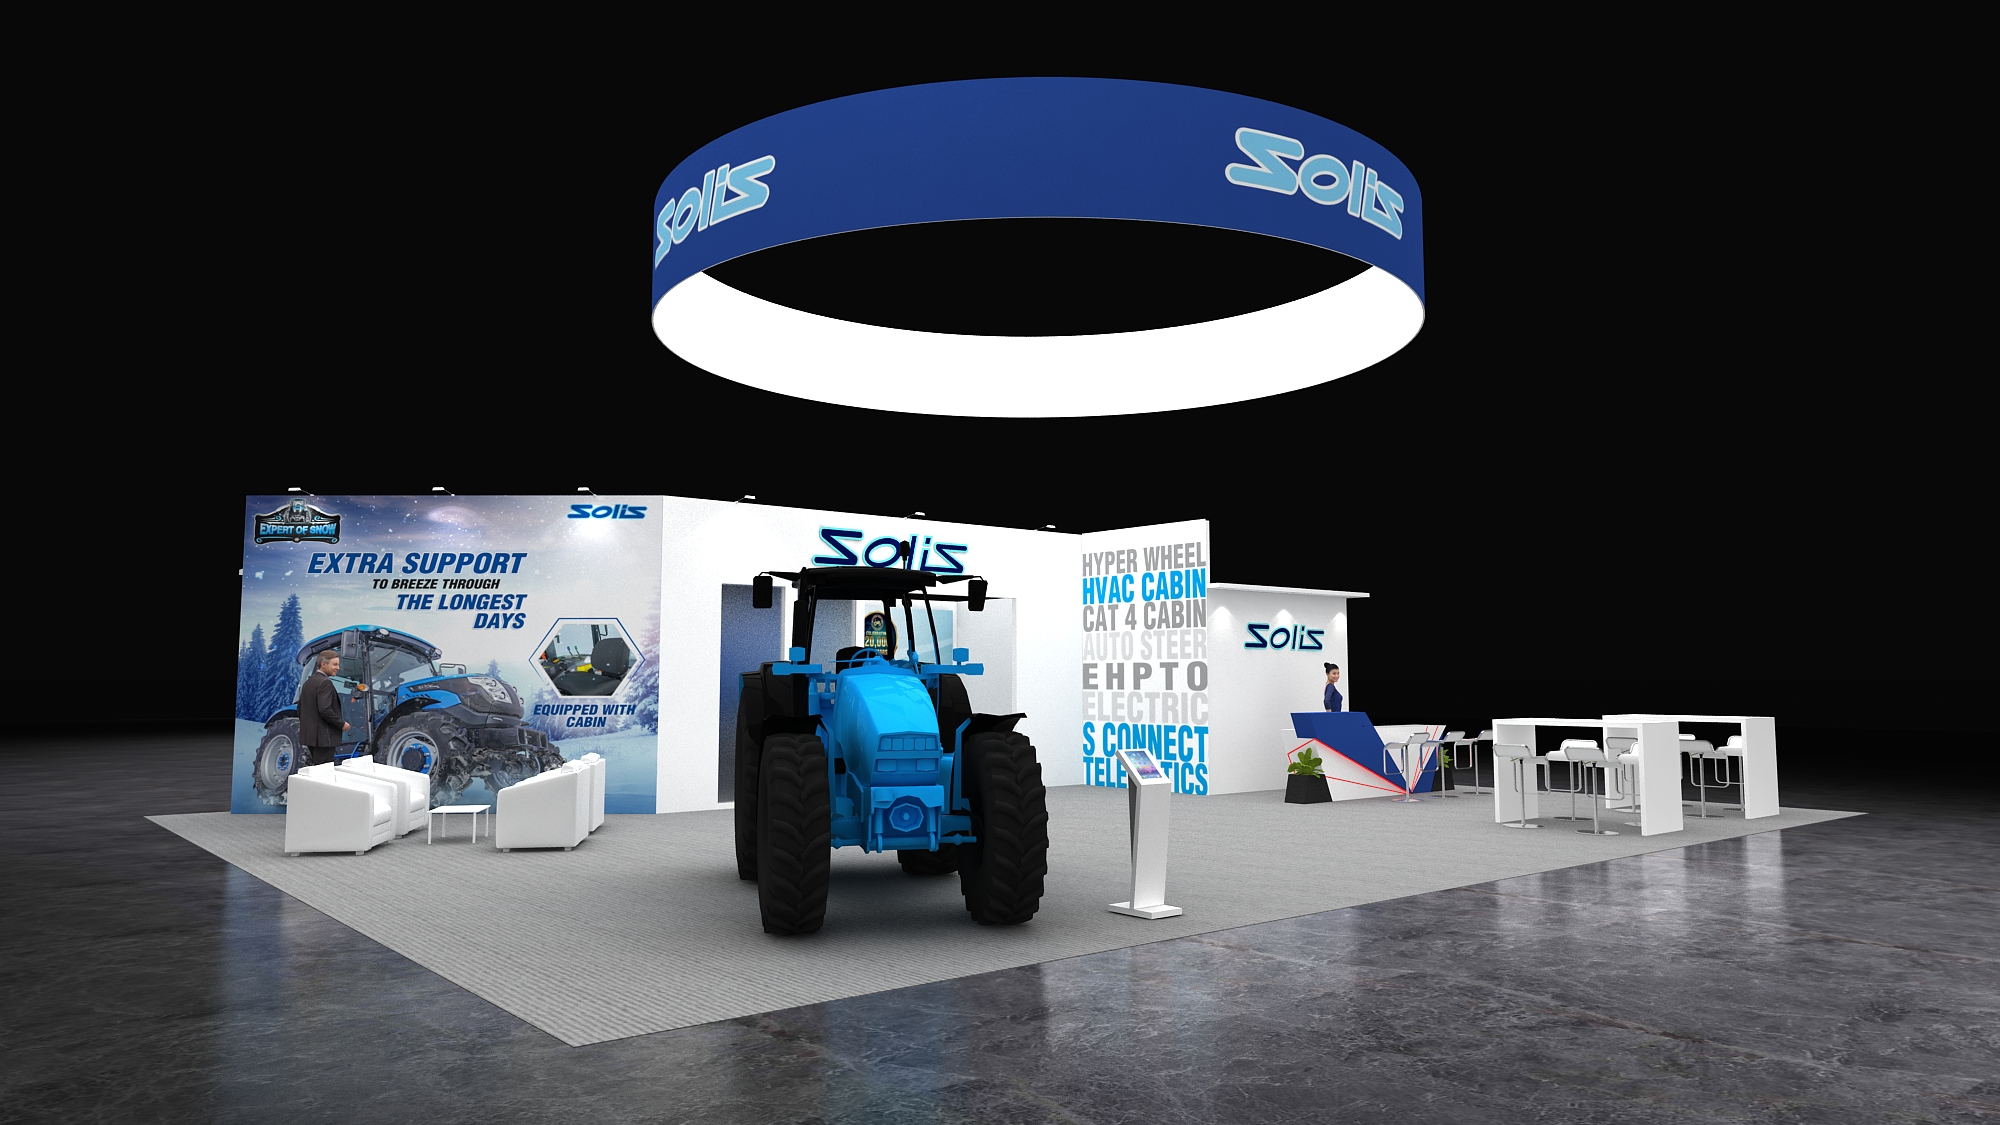 Solis
Solis
EXPERT OF SNOW
Solis
EXTRA SUPPORT
TO BREEZE THROUGH
THE LONGEST
DAYS
EQUIPPED WITH
CABIN
Solis
HYPER WHEEL
HVAC CABIN
CAT 4 CABIN
AUTO STEER
EHPTO
ELECTRIC
S CONNECT
Solis